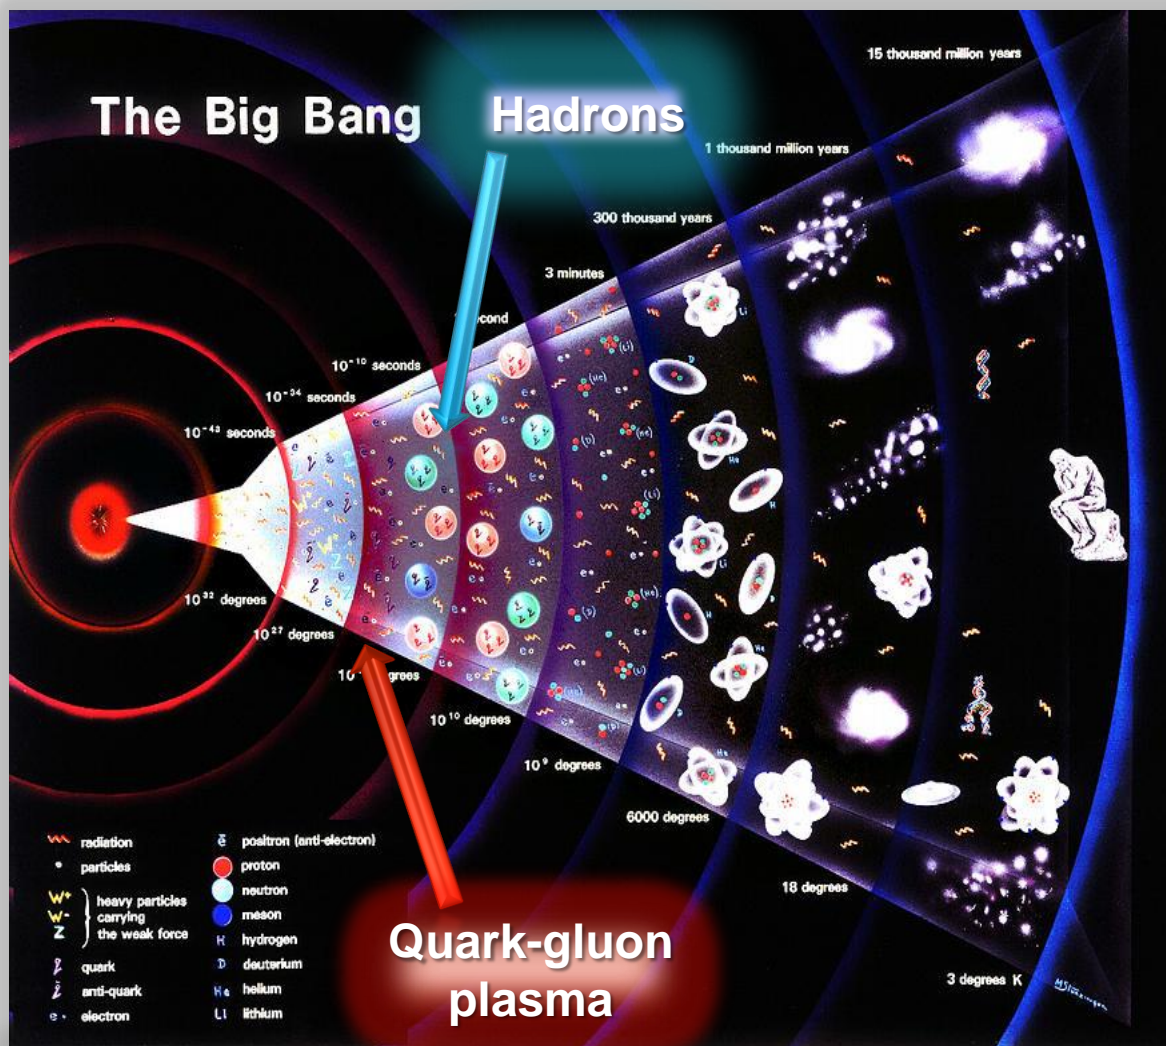 The Big Bang
Hadrons
15 thousand million years
1 thousand million years
300 thousand years
3 minutes
second
10⁻¹⁰ seconds
10⁻³⁴ seconds
10⁻⁴³ seconds
10³² degrees
10²⁷ degrees
10¹⁰ degrees
10⁹ degrees
6000 degrees
18 degrees
3 degrees K
Quark-gluon
plasma
radiation
particles
W+
W-
Z
heavy particles
carrying
the weak force
quark
anti-quark
e- electron
ē positron (anti-electron)
proton
neutron
meson
H hydrogen
D deuterium
He helium
Li lithium